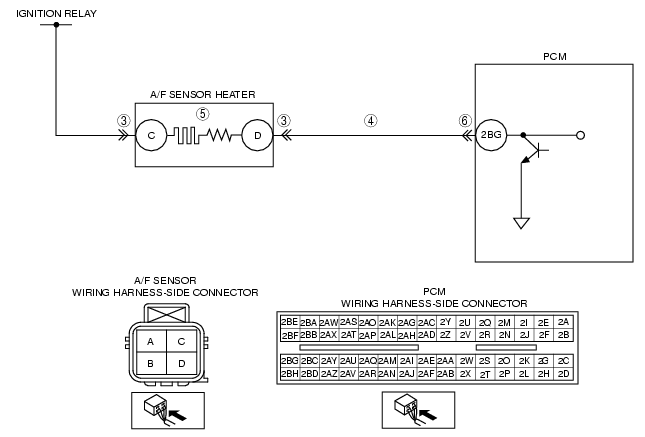 IGNITION RELAY
PCM
A/F SENSOR HEATER
③ ⑤ ③ ④ ⑥
C D 2BG
A/F SENSOR
WIRING HARNESS-SIDE CONNECTOR
A C
B D
PCM
WIRING HARNESS-SIDE CONNECTOR
2BE 2BA 2AW 2AS 2AO 2AK 2AG 2AC 2Y 2U 2Q 2M 2I 2E 2A
2BF 2BB 2AX 2AT 2AP 2AL 2AH 2AD 2Z 2V 2R 2N 2J 2F 2B
2BG 2BC 2AY 2AU 2AQ 2AM 2AI 2AE 2AA 2W 2S 2O 2K 2G 2C
2BH 2BD 2AZ 2AV 2AR 2AN 2AJ 2AF 2AB 2X 2T 2P 2L 2H 2D